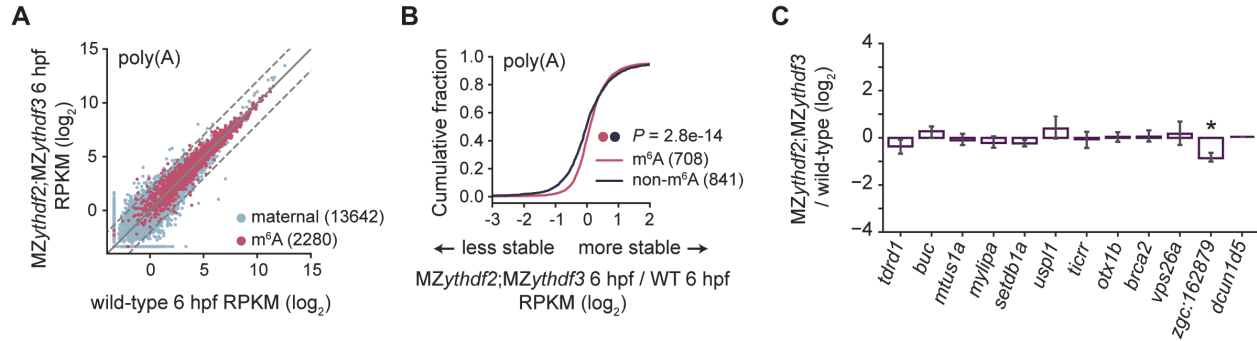 A
poly(A)
15
10
5
0
0
5
10
15
MZythdf2;MZythdf3 6 hpf
RPKM (log₂)
maternal (13642)
m⁶A (2280)
wild-type 6 hpf RPKM (log₂)
B
poly(A)
Cumulative fraction
1.0
0.8
0.6
0.4
0.2
0.0
P = 2.8e-14
m⁶A (708)
non-m⁶A (841)
-3
-2
-1
0
1
2
← less stable
more stable →
MZythdf2;MZythdf3 6 hpf / WT 6 hpf
RPKM (log₂)
C
MZythdf2;MZythdf3
/ wild-type (log₂)
4
2
0
−2
−4
*
tdrd1
buc
mtus1a
mylipa
setdb1a
uspl1
ticrr
otx1b
brca2
vps26a
zgc:162879
dcun1d5